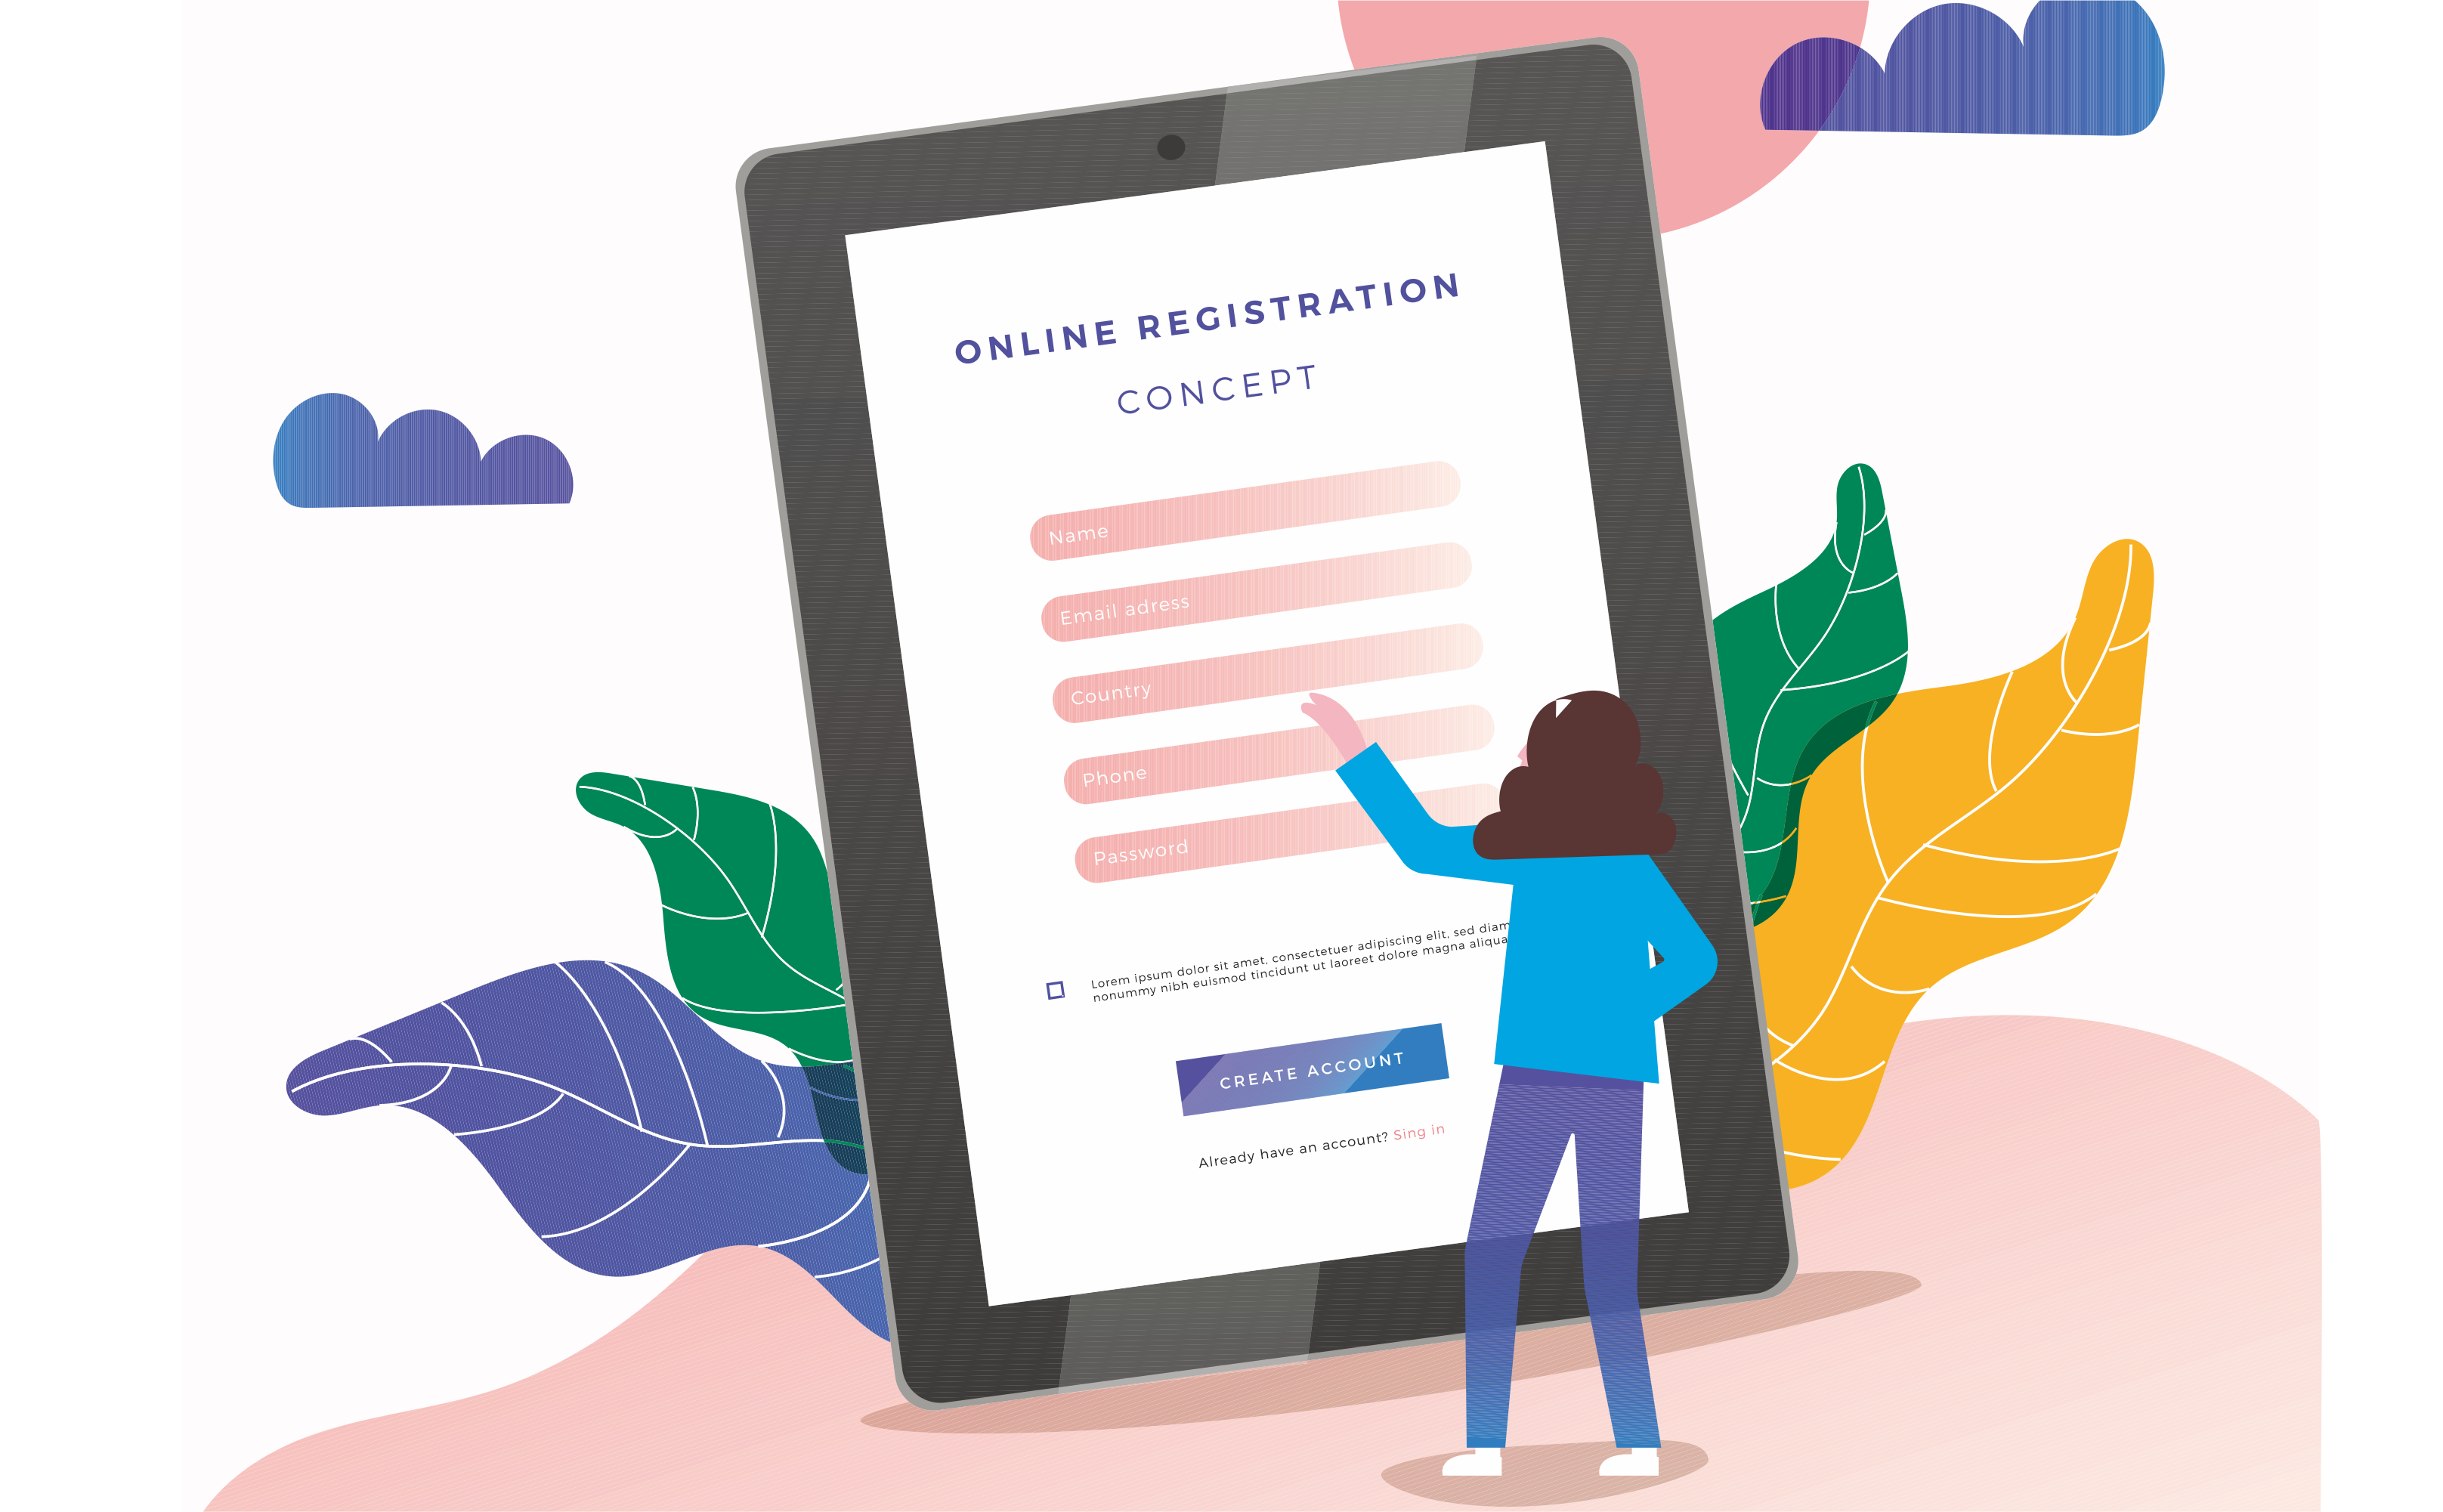 ONLINE REGISTRATION
CONCEPT
Name
Email adress
Country
Phone
Password
Lorem ipsum dolor sit amet, consectetuer adipiscing elit, sed diam
nonummy nibh euismod tincidunt ut laoreet dolore magna aliqua
CREATE ACCOUNT
Already have an account? Sing in